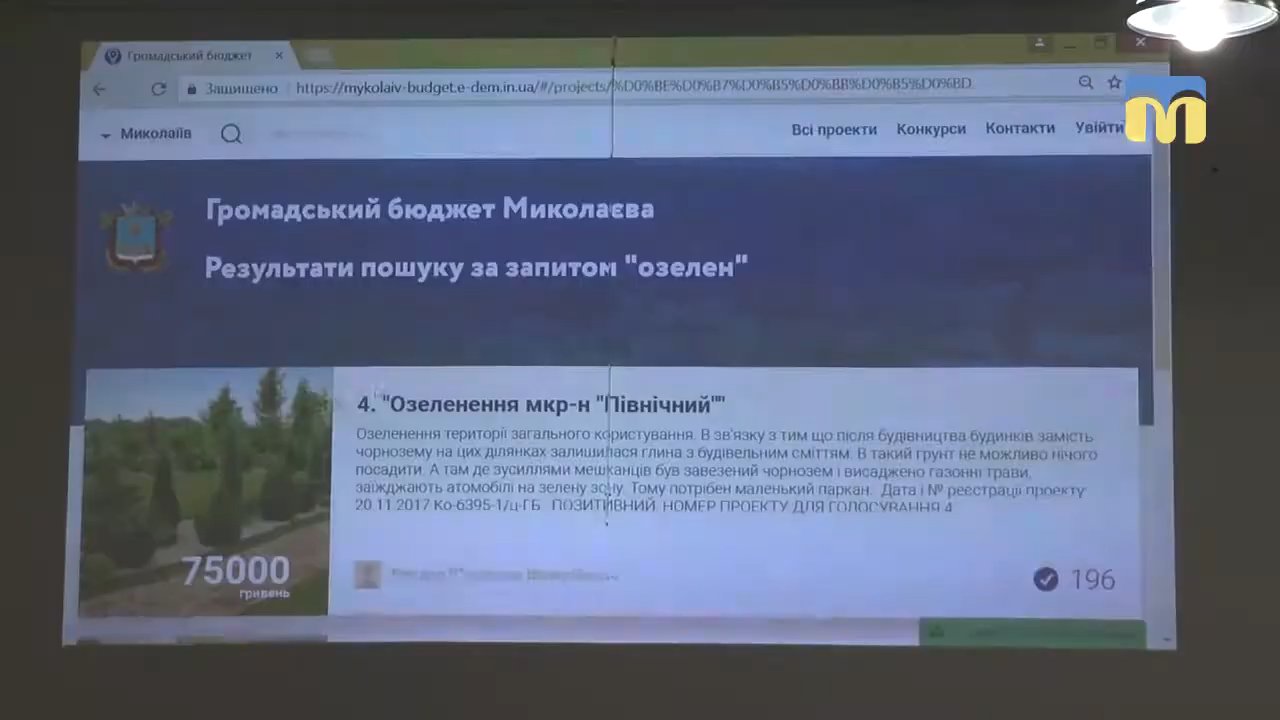 Громадський бюджет
Защищено https://mykolaiv-budget.e-dem.in.ua/#/projects/%D0%BE%D0%B7%D0%B5%D0%BB%D0%B5%D0%BD
Миколаїв
Всі проекти Конкурси Контакти Увійти
Громадський бюджет Миколаєва
Результати пошуку за запитом "озелен"
4. "Озеленення мкр-н "Північний""
Озеленення території загального користування. В зв'язку з тим що після будівництва будинків замість
чорнозему на цих ділянках залишилася глина з будівельним сміттям. В такий грунт не можливо нічого
посадити. А там де зусиллями мешканців був завезений чорнозем і висаджено газонні трави,
заїжджають атомобілі на зелену зону. Тому потрібен маленький паркан. Дата і № реєстрації проекту
20.11.2017 Ко-6395-1/ц-ГБ ПОЗИТИВНИЙ. НОМЕР ПРОЕКТУ ДЛЯ ГОЛОСУВАННЯ 4
75000
гривень
196